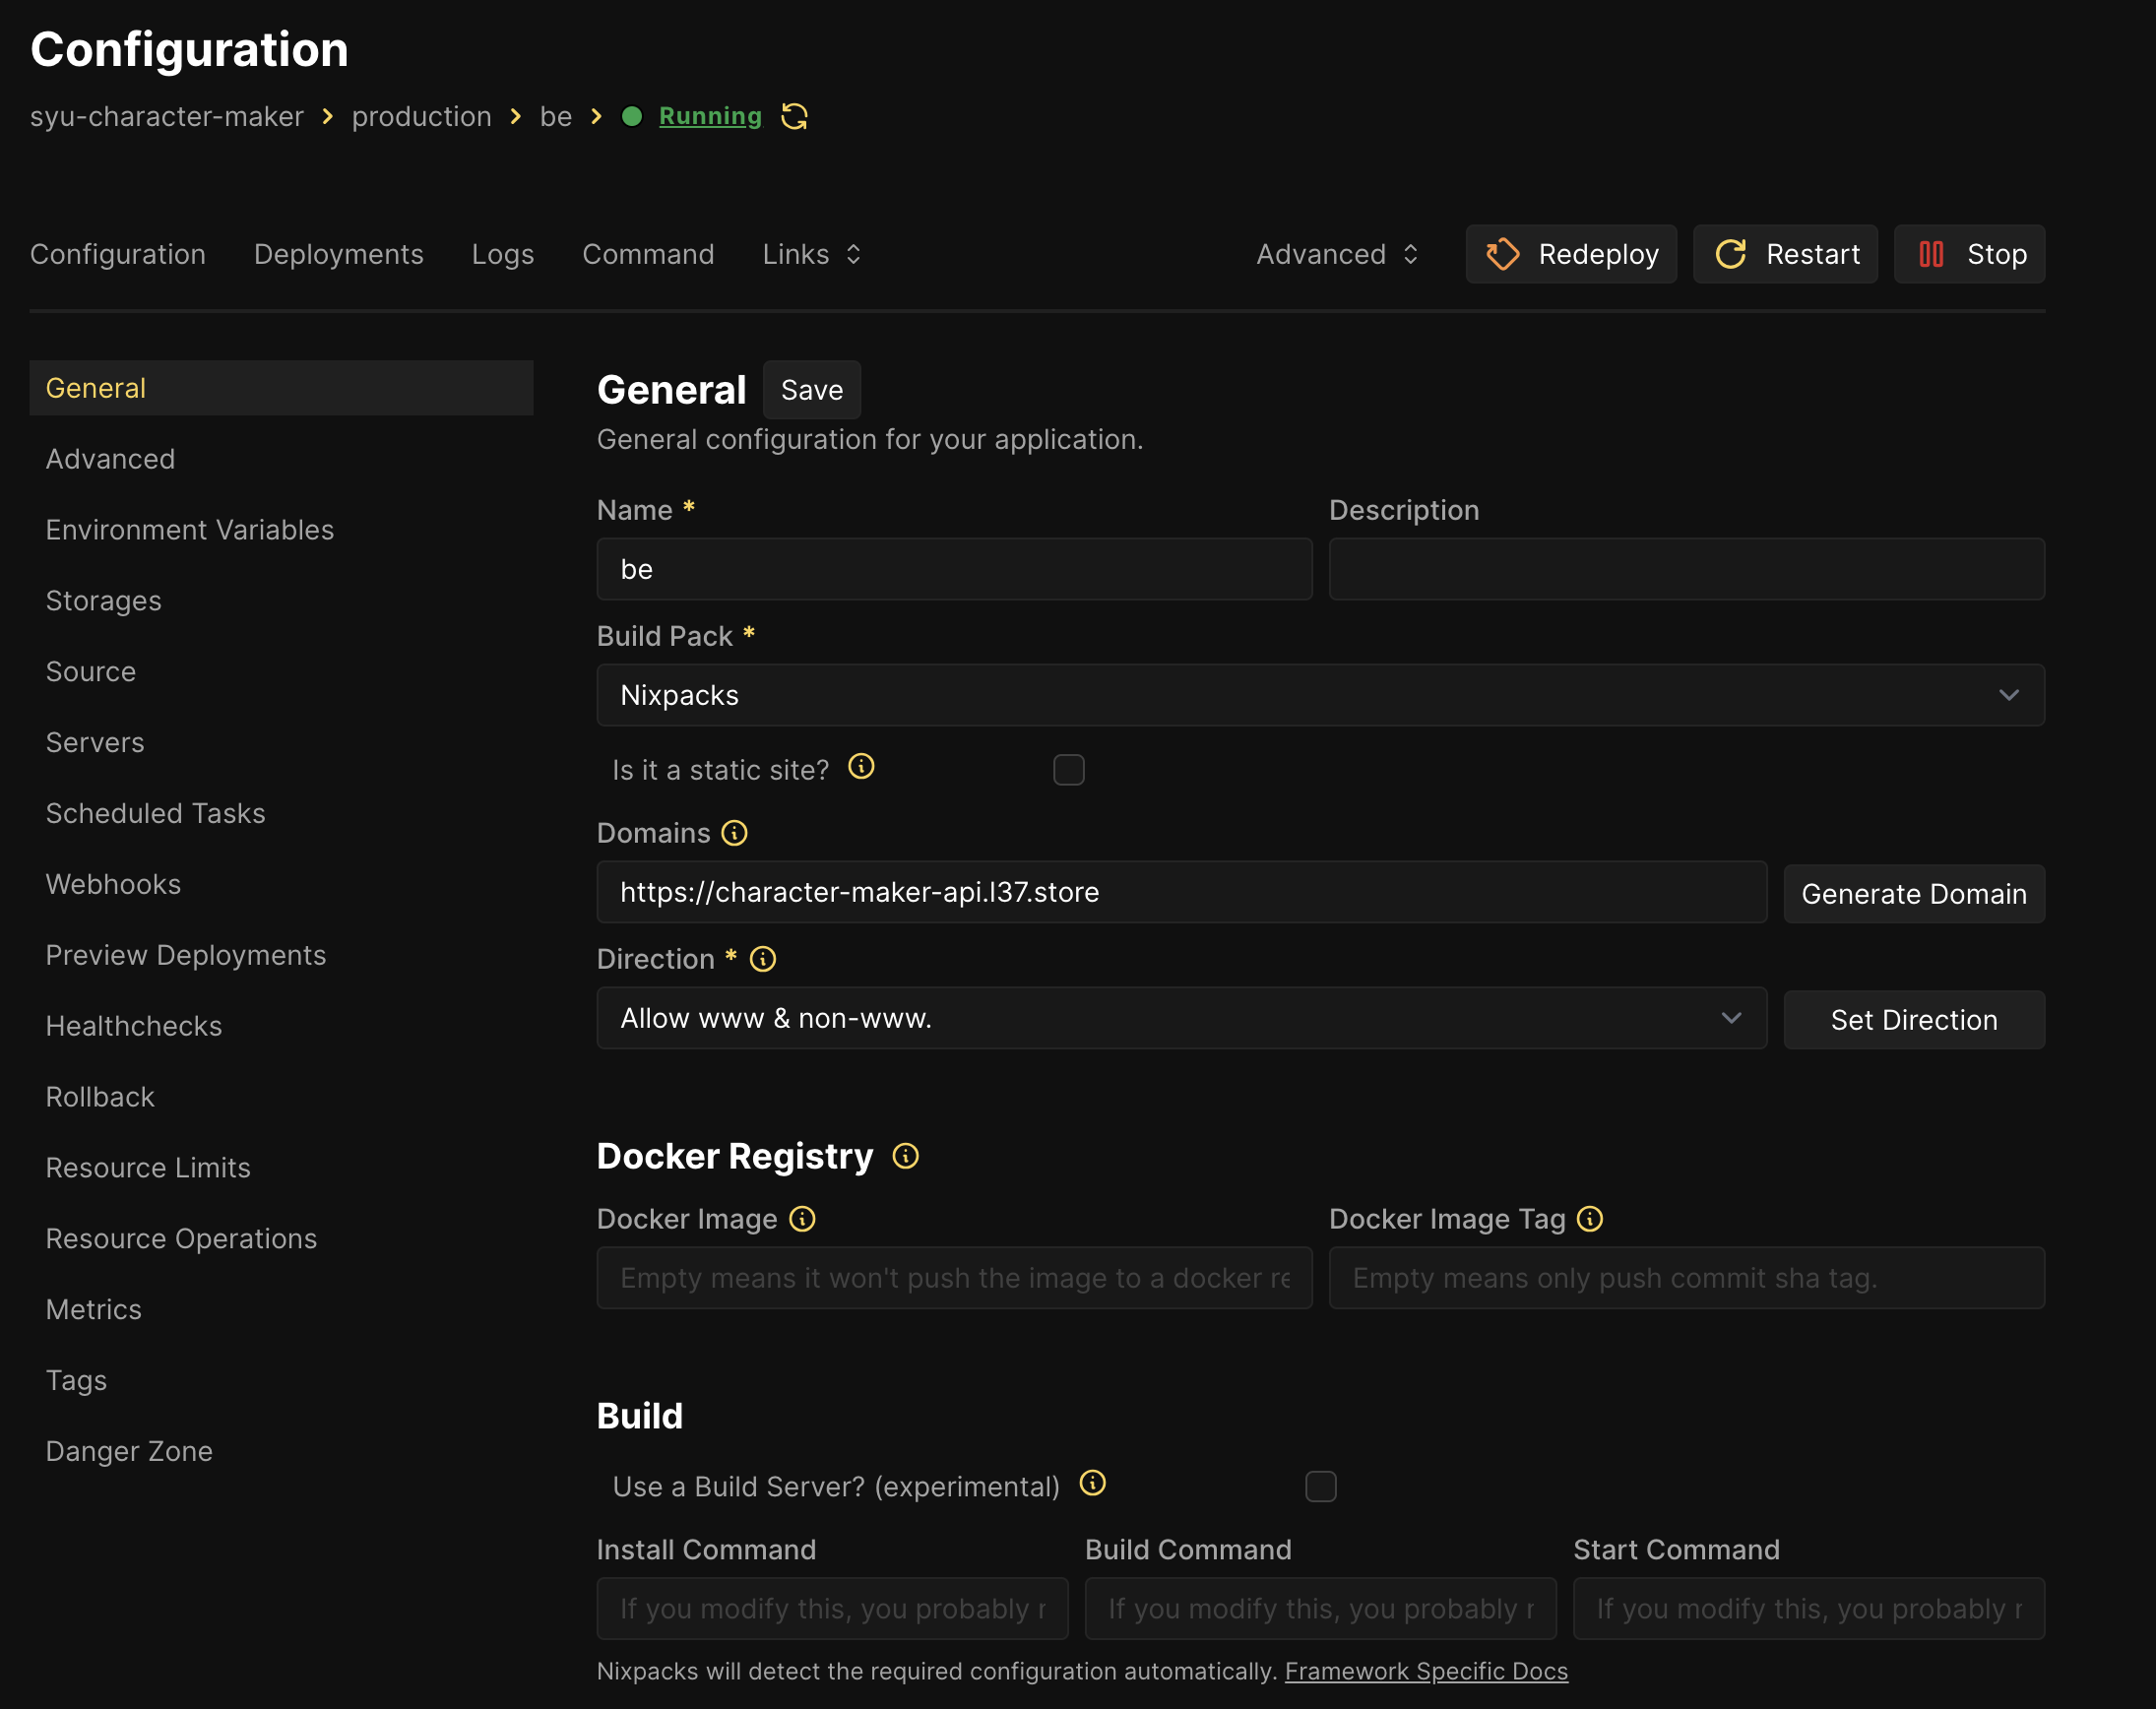 Configuration
syu-character-maker > production > be > Running
Configuration Deployments Logs Command Links Advanced Redeploy Restart Stop
General
Advanced
Environment Variables
Storages
Source
Servers
Scheduled Tasks
Webhooks
Preview Deployments
Healthchecks
Rollback
Resource Limits
Resource Operations
Metrics
Tags
Danger Zone
General Save
General configuration for your application.
Name * Description
be
Build Pack *
Nixpacks
Is it a static site?
Domains
https://character-maker-api.l37.store Generate Domain
Direction *
Allow www & non-www. Set Direction
Docker Registry
Docker Image Docker Image Tag
Empty means it won't push the image to a docker re Empty means only push commit sha tag.
Build
Use a Build Server? (experimental)
Install Command Build Command Start Command
If you modify this, you probably If you modify this, you probably If you modify this, you probably
Nixpacks will detect the required configuration automatically. Framework Specific Docs